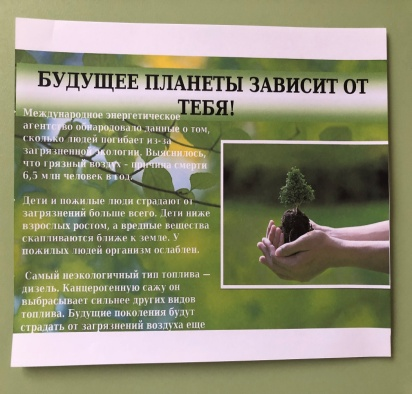 БУДУЩЕЕ ПЛАНЕТЫ ЗАВИСИТ ОТ
ТЕБЯ!
Международное энергетическое
агентство обнародовало данные о том,
сколько людей погибает из-за
загрязненной экологии. Выяснилось,
что грязный воздух - причина смерти
6,5 млн человек в год.
Дети и пожилые люди страдают от
загрязнений больше всего. Дети ниже
взрослых ростом, а вредные вещества
скапливаются ближе к земле. У
пожилых людей организм ослаблен.
Самый неэкологичный тип топлива –
дизель. Канцерогенную сажу он
выбрасывает сильнее других видов
топлива. Будущие поколения будут
страдать от загрязнений воздуха еще